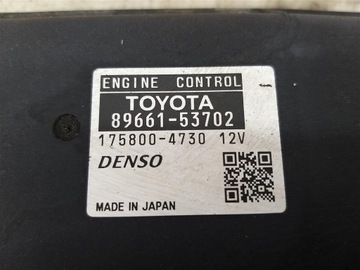 ENGINE CONTROL
TOYOTA
89661-53702
175800-4730 12V
DENSO
MADE IN JAPAN